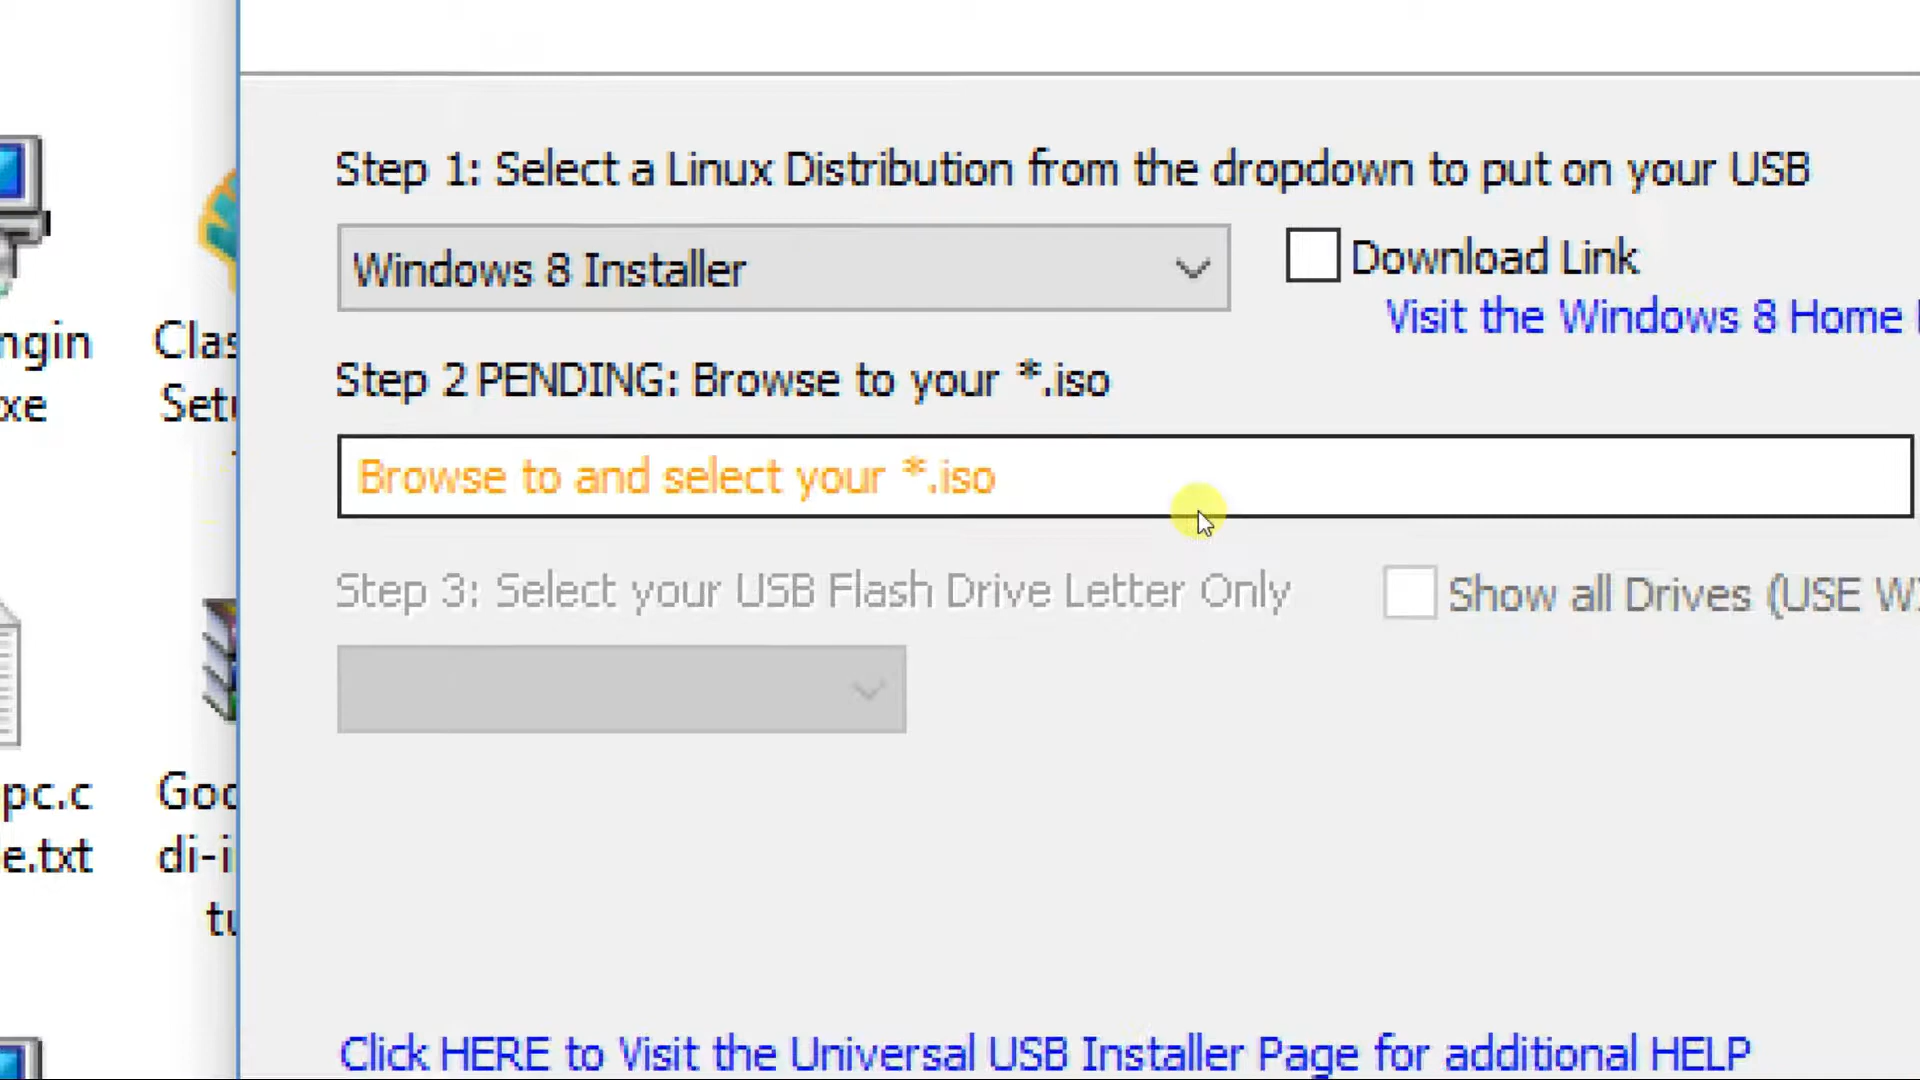 Step 1: Select a Linux Distribution from the dropdown to put on your USB
Windows 8 Installer
Download Link
Visit the Windows 8 Home
Step 2 PENDING: Browse to your *.iso
Browse to and select your *.iso
Step 3: Select your USB Flash Drive Letter Only
Show all Drives (USE
Click HERE to Visit the Universal USB Installer Page for additional HELP
ngin
xe
Clas
Setu
pc.c
e.txt
Goo
di-i
tu